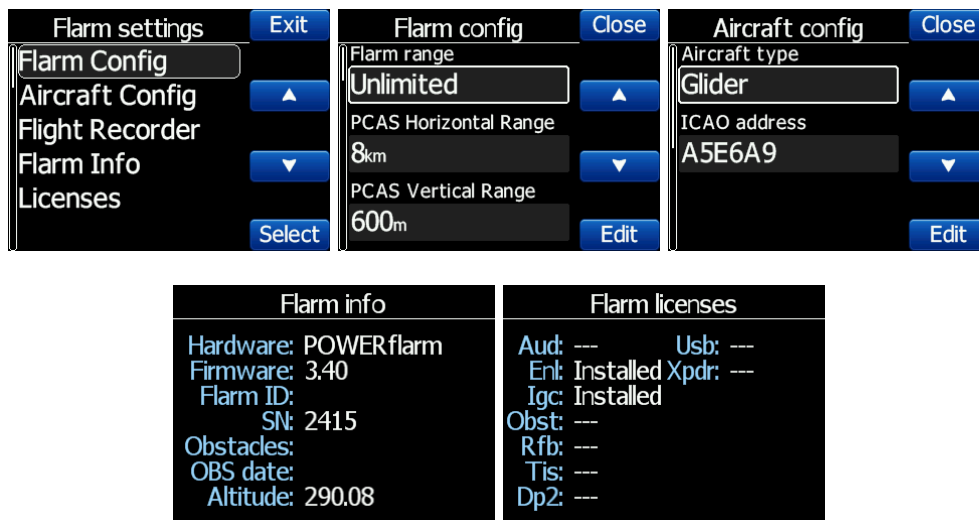 Flarm settings
Exit
Flarm Config
Aircraft Config
Flight Recorder
Flarm Info
Licenses
Select
Flarm config
Close
Flarm range
Unlimited
PCAS Horizontal Range
8km
PCAS Vertical Range
600m
Edit
Aircraft config
Close
Aircraft type
Glider
ICAO address
A5E6A9
Edit
Flarm info
Hardware: POWERflarm
Firmware: 3.40
Flarm ID:
SN: 2415
Obstacles:
OBS date:
Altitude: 290.08
Flarm licenses
Aud: --- Usb: ---
Enl: Installed Xpdr: ---
Igc: Installed
Obst: ---
Rfb: ---
Tis: ---
Dp2: ---